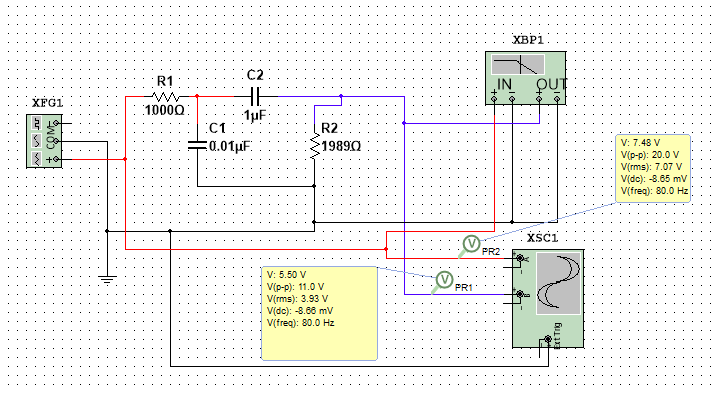 XBP1
IN
OUT
XFG1
COM
R1
1000Ω
C2
1µF
C1
0.01µF
R2
1989Ω
V: 7.48 V
V(p-p): 20.0 V
V(rms): 7.07 V
V(dc): -8.65 mV
V(freq): 80.0 Hz
XSC1
V
PR2
A
V
PR1
B
Ext Trig
V: 5.50 V
V(p-p): 11.0 V
V(rms): 3.93 V
V(dc): -8.66 mV
V(freq): 80.0 Hz